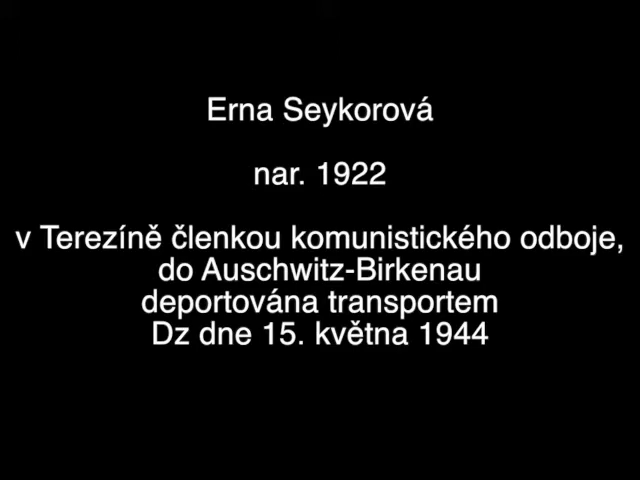 Erna Seykorová
nar. 1922
v Terezíně členkou komunistického odboje,
do Auschwitz-Birkenau
deportována transportem
Dz dne 15. května 1944